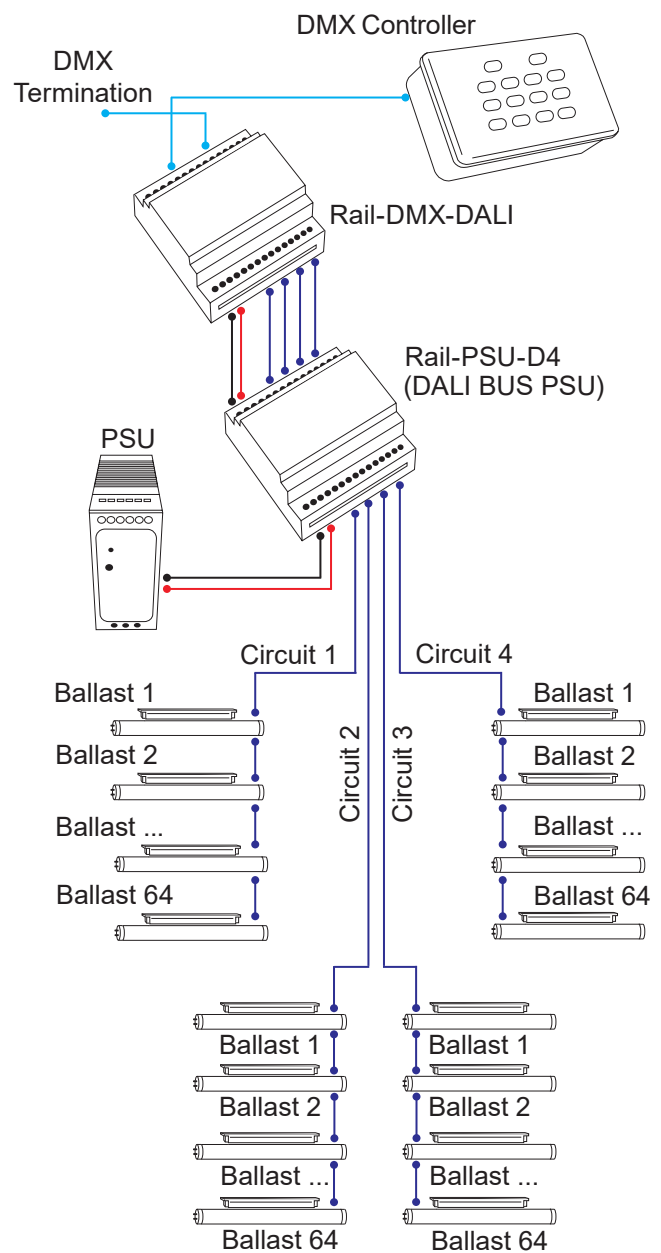 DMX Controller
DMX
Termination
Rail-DMX-DALI
Rail-PSU-D4
(DALI BUS PSU)
PSU
Circuit 1
Circuit 4
Circuit 2
Circuit 3
Ballast 1
Ballast 2
Ballast ...
Ballast 64
Ballast 1
Ballast 2
Ballast ...
Ballast 64
Ballast 1
Ballast 2
Ballast ...
Ballast 64
Ballast 1
Ballast 2
Ballast ...
Ballast 64